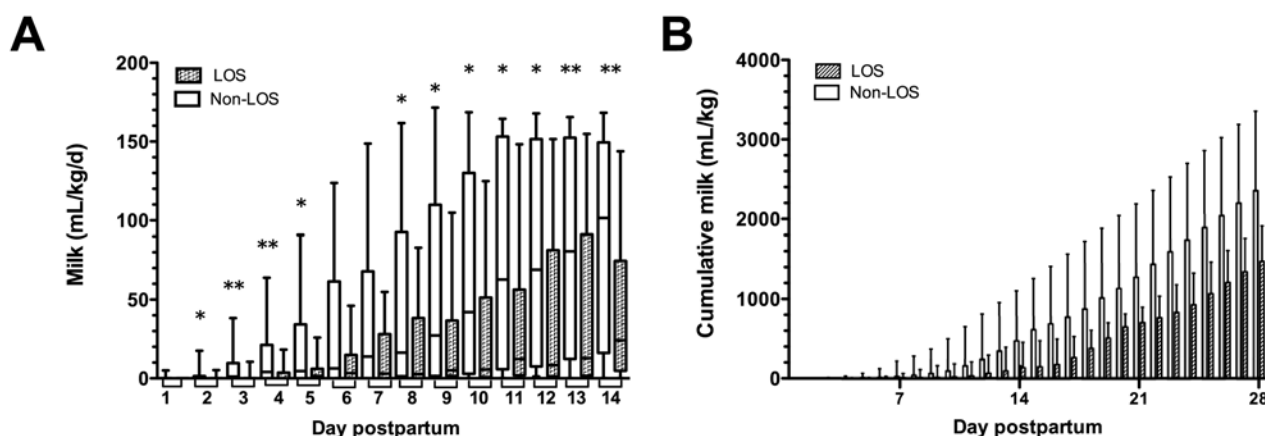 A
LOS
Non-LOS
Milk (mL/kg/d)
200
150
100
50
0
* ** ** * * * * * * ** **
1 2 3 4 5 6 7 8 9 10 11 12 13 14
Day postpartum
B
LOS
Non-LOS
Cumulative milk (mL/kg)
4000
3000
2000
1000
0
7 14 21 28
Day postpartum